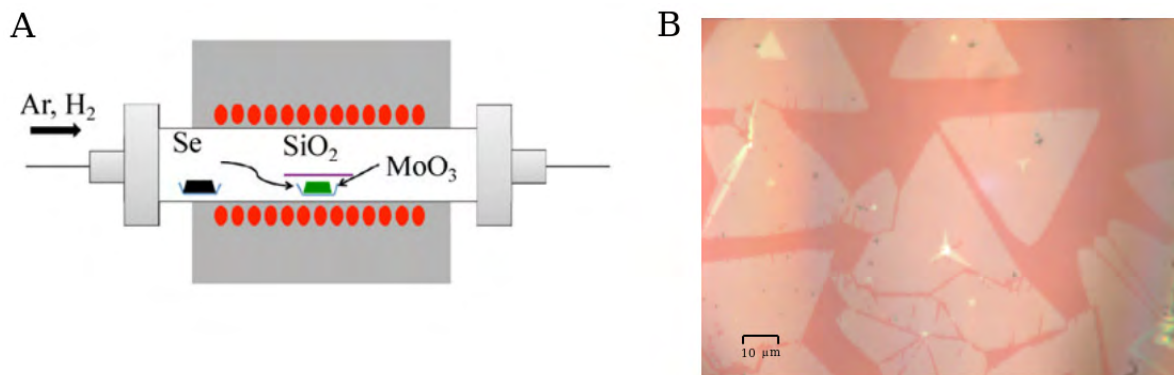 A
B
Ar, H₂
Se
SiO₂
MoO₃
10 µm